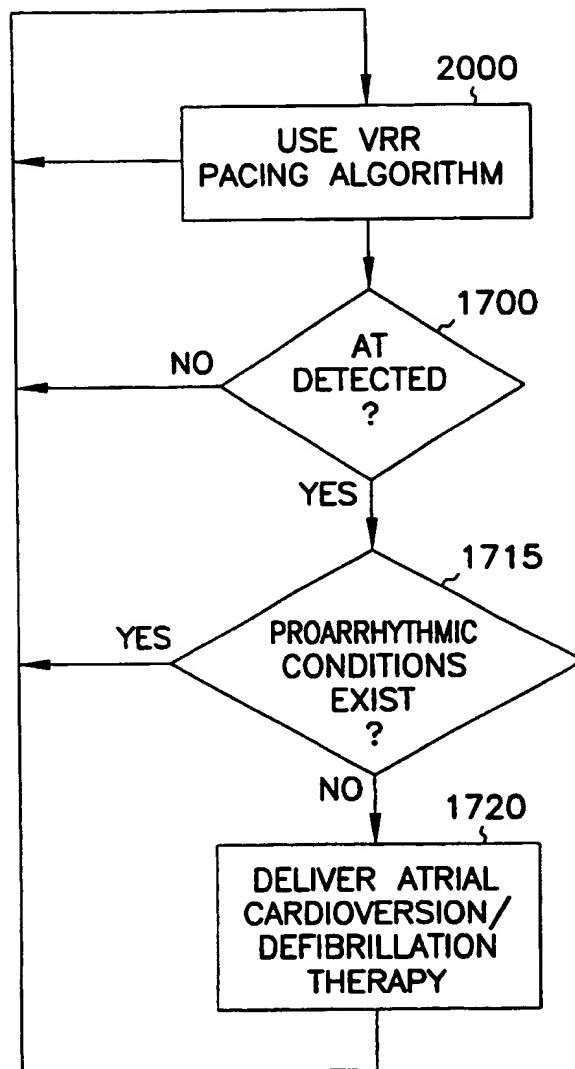 2000
USE VRR
PACING ALGORITHM
1700
AT
DETECTED
?
NO
YES
1715
PROARRHYTHMIC
CONDITIONS
EXIST
?
YES
NO
1720
DELIVER ATRIAL
CARDIOVERSION/
DEFIBRILLATION
THERAPY